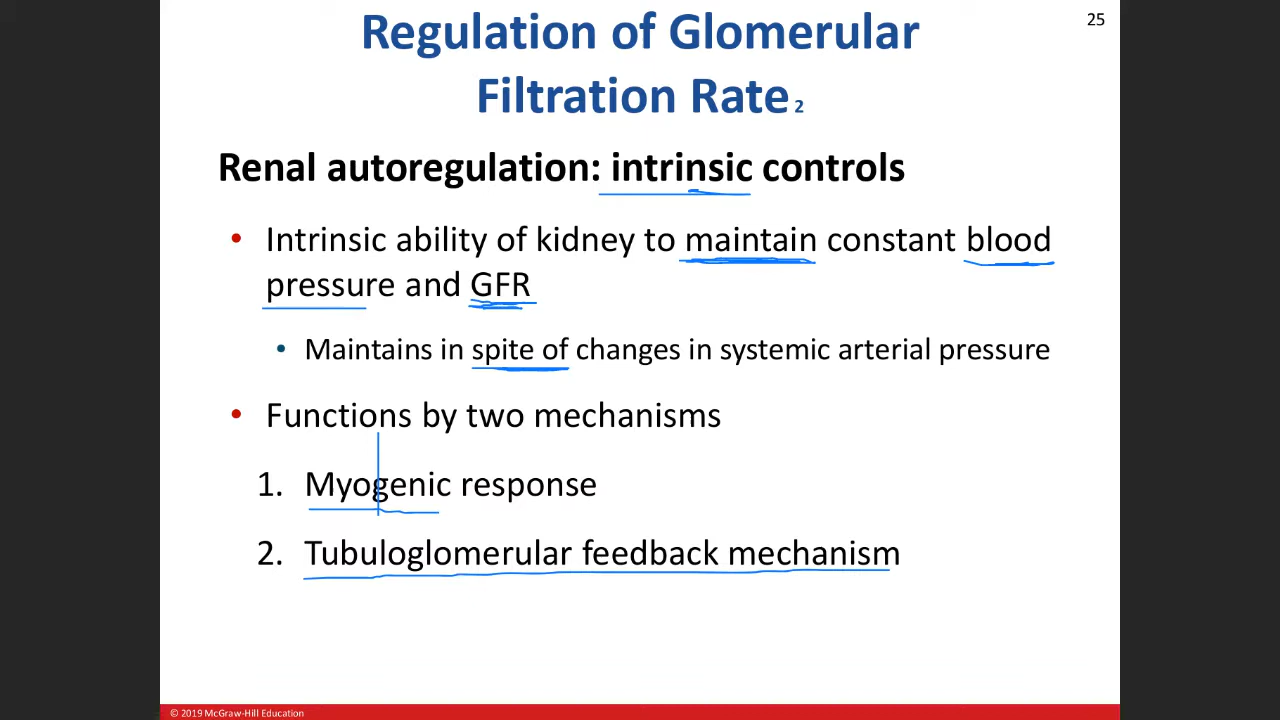 25
Regulation of Glomerular
Filtration Rate 2
Renal autoregulation: intrinsic controls
• Intrinsic ability of kidney to maintain constant blood
pressure and GFR
• Maintains in spite of changes in systemic arterial pressure
• Functions by two mechanisms
1. Myogenic response
2. Tubuloglomerular feedback mechanism
© 2019 McGraw-Hill Education